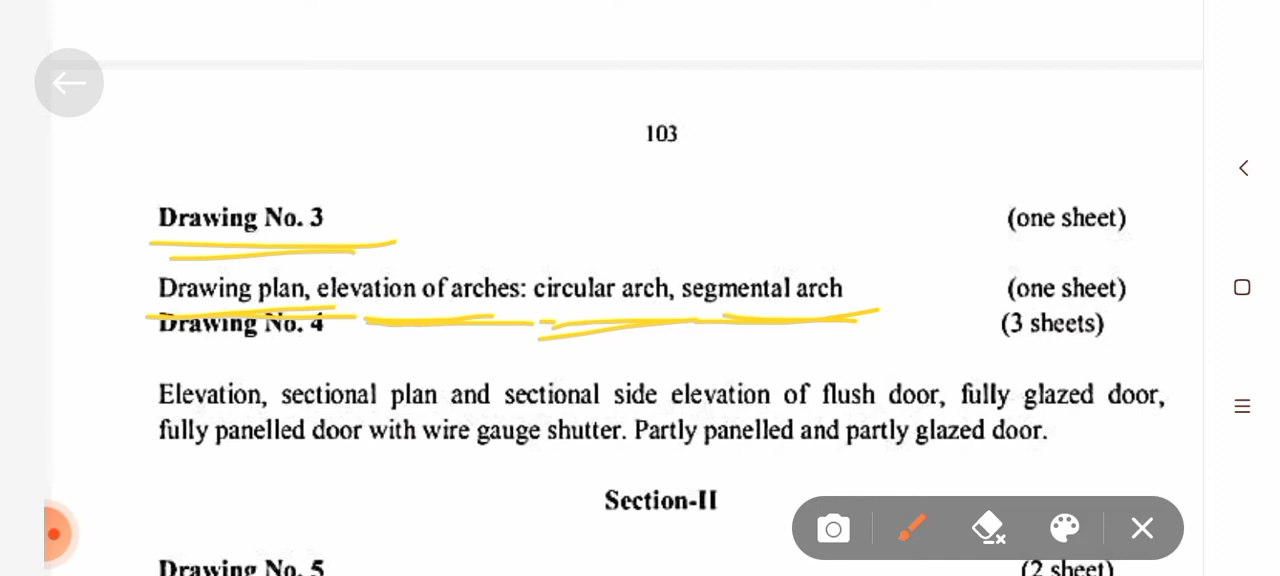 103
Drawing No. 3 (one sheet)
Drawing plan, elevation of arches: circular arch, segmental arch (one sheet)
Drawing No. 4 (3 sheets)
Elevation, sectional plan and sectional side elevation of flush door, fully glazed door,
fully panelled door with wire gauge shutter. Partly panelled and partly glazed door.
Section-II
Drawing No. 5 (2 sheet)